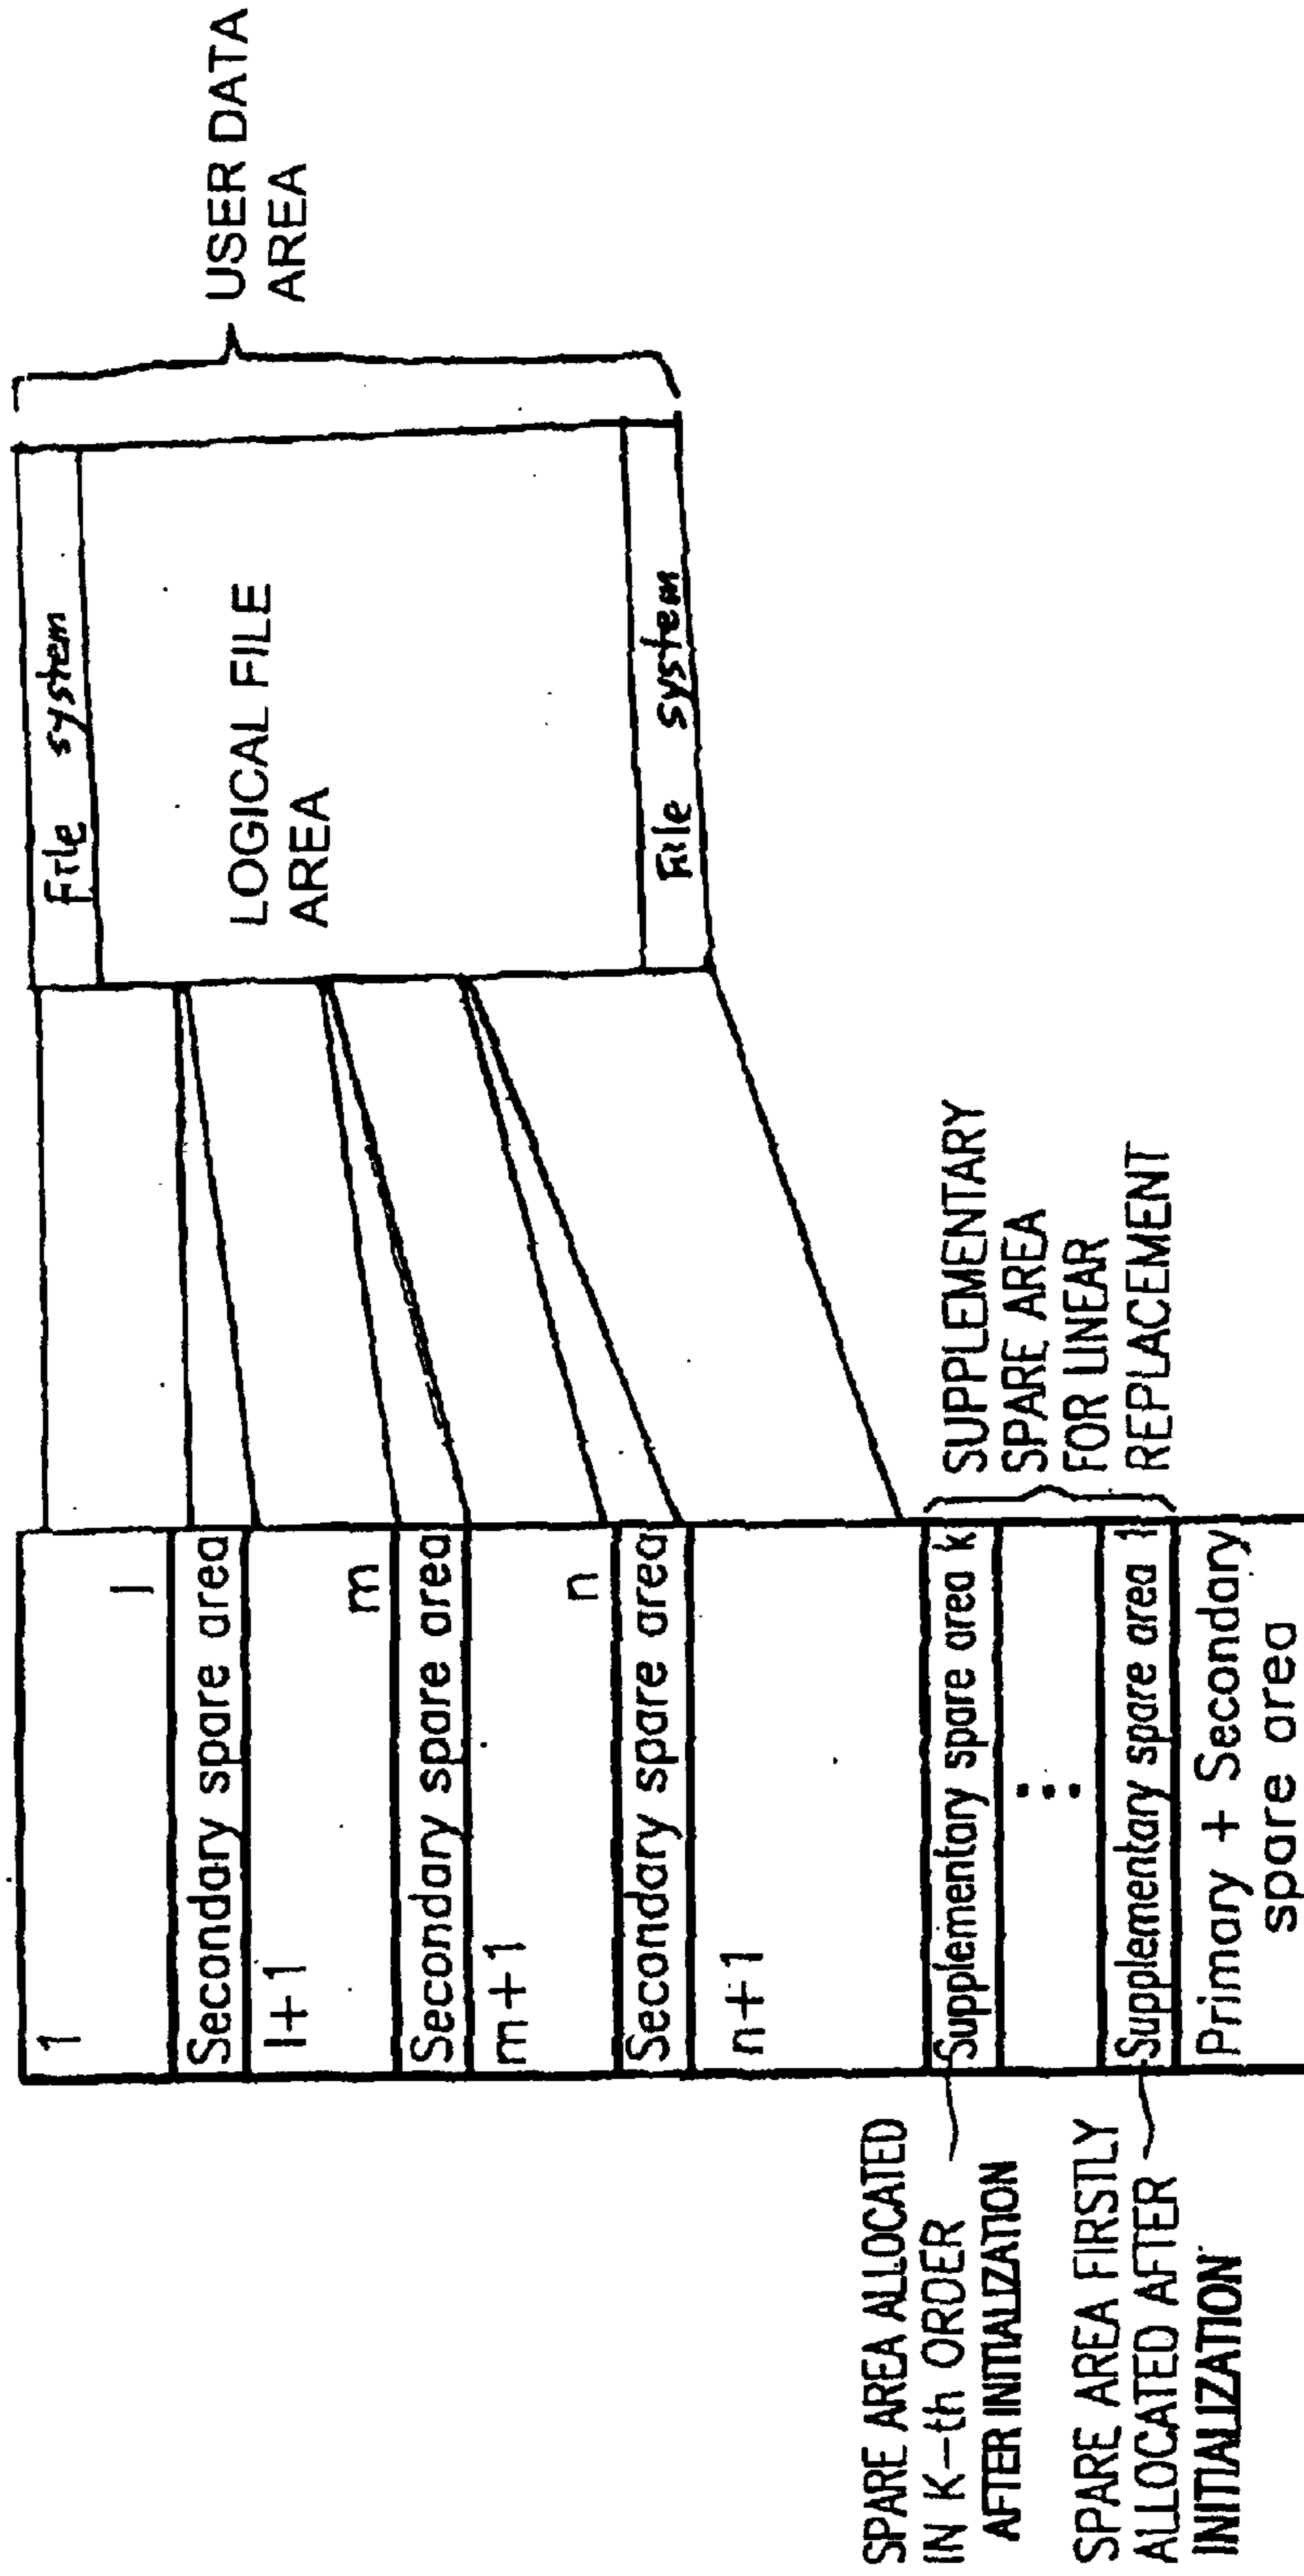 1
l
Secondary spare area
l+1
m
Secondary spare area
m+1
n
Secondary spare area
n+1
Supplementary spare area k
⋮
Supplementary spare area 1
Primary + Secondary
spare area
SPARE AREA ALLOCATED
IN K-th ORDER
AFTER INITIALIZATION
SPARE AREA FIRSTLY
ALLOCATED AFTER
INITIALIZATION
SUPPLEMENTARY
SPARE AREA
FOR LINEAR
REPLACEMENT
File system
LOGICAL FILE
AREA
File system
USER DATA
AREA